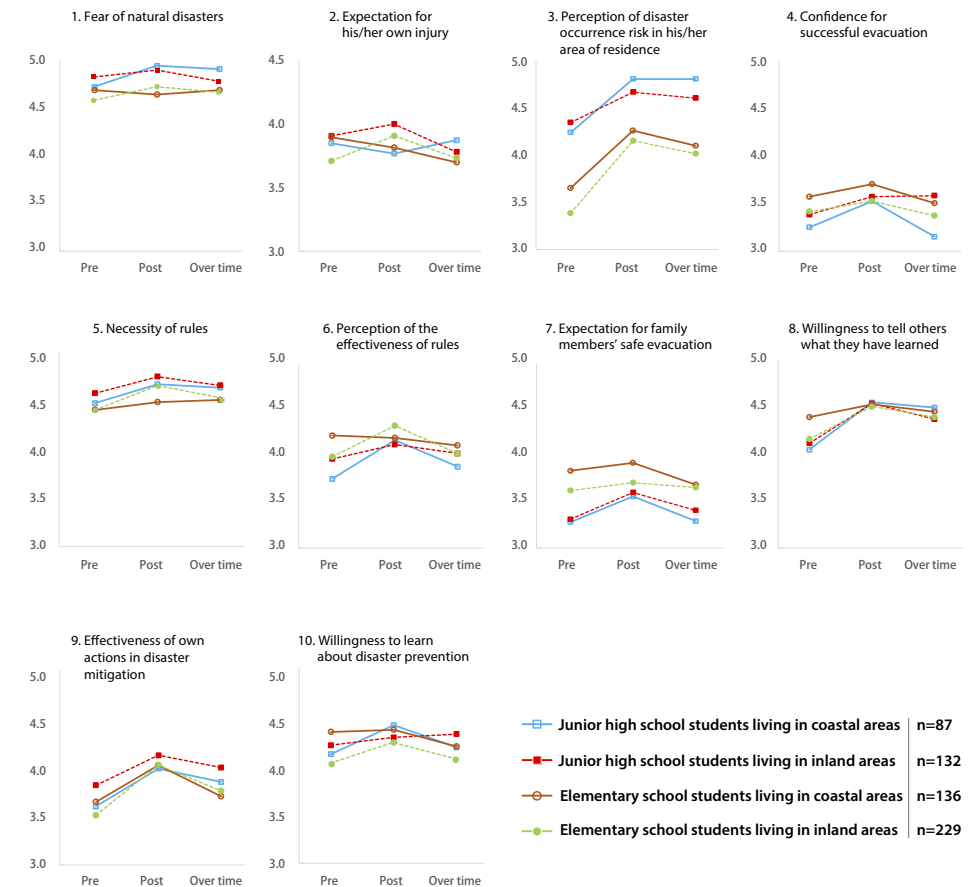 1. Fear of natural disasters
5.0
4.5
4.0
3.5
3.0
Pre
Post
Over time
2. Expectation for
his/her own injury
4.5
4.0
3.5
3.0
Pre
Post
Over time
3. Perception of disaster
occurrence risk in his/her
area of residence
5.0
4.5
4.0
3.5
3.0
Pre
Post
Over time
4. Confidence for
successful evacuation
5.0
4.5
4.0
3.5
3.0
Pre
Post
Over time
5. Necessity of rules
5.0
4.5
4.0
3.5
3.0
Pre
Post
Over time
6. Perception of the
effectiveness of rules
5.0
4.5
4.0
3.5
3.0
Pre
Post
Over time
7. Expectation for family
members’ safe evacuation
5.0
4.5
4.0
3.5
3.0
Pre
Post
Over time
8. Willingness to tell others
what they have learned
5.0
4.5
4.0
3.5
3.0
Pre
Post
Over time
9. Effectiveness of own
actions in disaster
mitigation
5.0
4.5
4.0
3.5
3.0
Pre
Post
Over time
10. Willingness to learn
about disaster prevention
5.0
4.5
4.0
3.5
3.0
Pre
Post
Over time
Junior high school students living in coastal areas n=87
Junior high school students living in inland areas n=132
Elementary school students living in coastal areas n=136
Elementary school students living in inland areas n=229